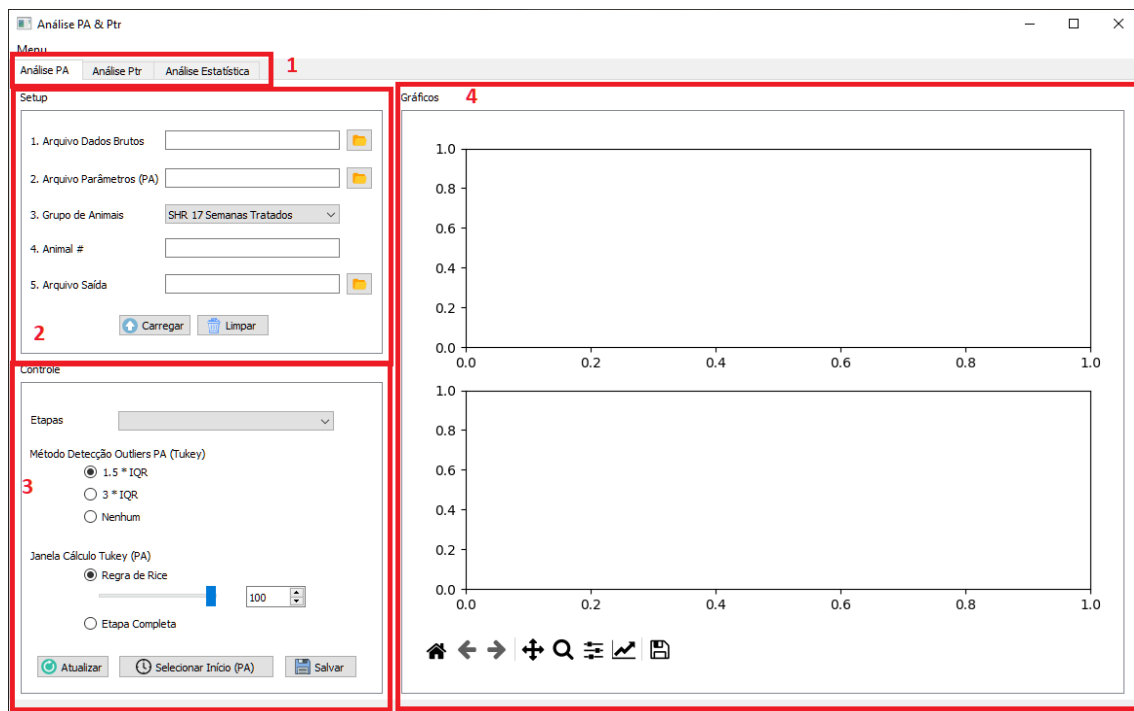 Análise PA & Ptr
Menu
Análise PA Análise Ptr Análise Estatística 1
Setup
1. Arquivo Dados Brutos
2. Arquivo Parâmetros (PA)
3. Grupo de Animais SHR 17 Semanas Tratados
4. Animal #
5. Arquivo Saída
Carregar Limpar
2
Controle
Etapas
Método Detecção Outliers PA (Tukey)
1.5 * IQR
3
3 * IQR
Nenhum
Janela Cálculo Tukey (PA)
Regra de Rice
100
Etapa Completa
Atualizar Selecionar Início (PA) Salvar
Gráficos 4
1.0
0.8
0.6
0.4
0.2
0.0
0.0 0.2 0.4 0.6 0.8 1.0
1.0
0.8
0.6
0.4
0.2
0.0
0.0 0.2 0.4 0.6 0.8 1.0